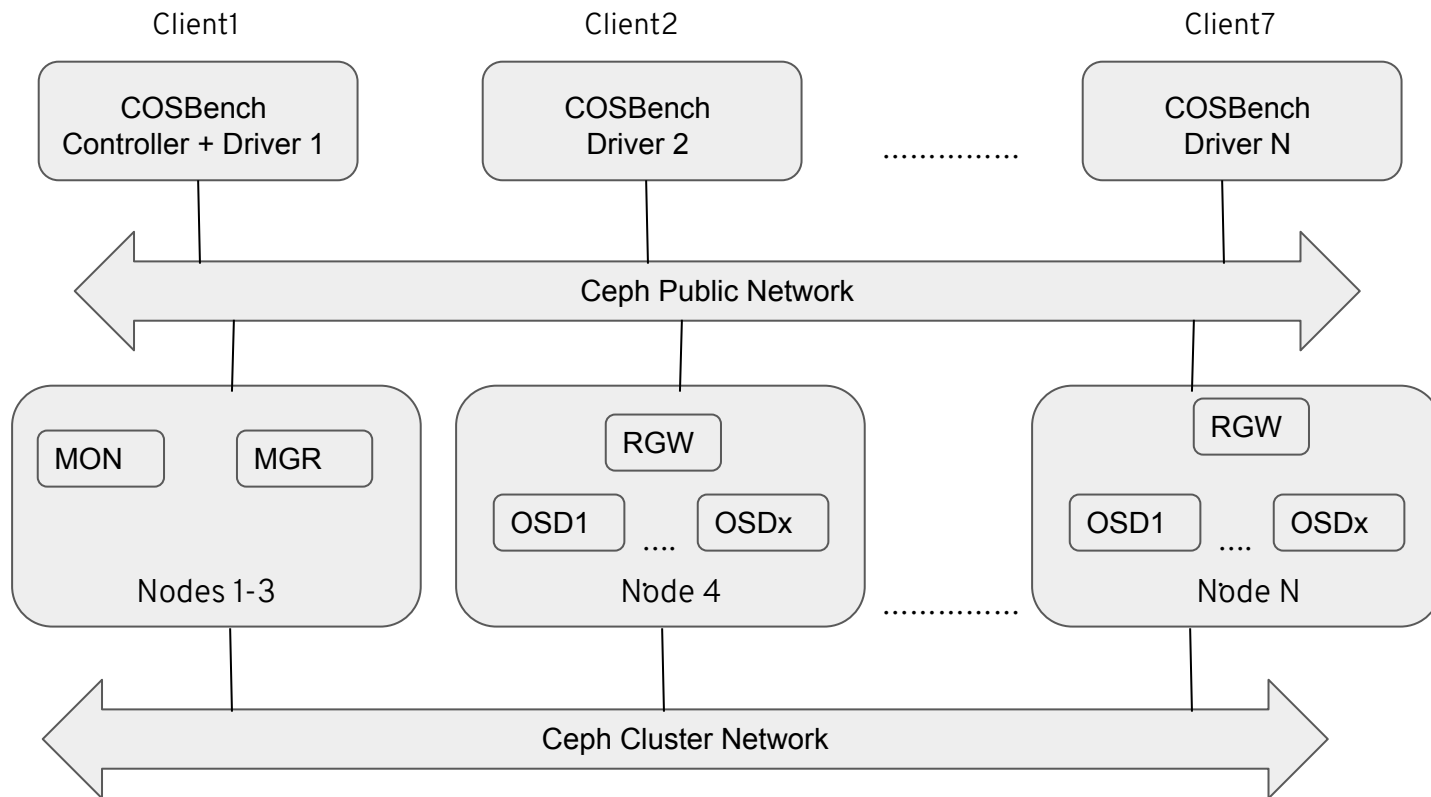 Client1
Client2
Client7
COSBench
Controller + Driver 1
COSBench
Driver 2
...............
COSBench
Driver N
Ceph Public Network
MON
MGR
Nodes 1-3
RGW
OSD1
....
OSDx
Node 4
...............
RGW
OSD1
....
OSDx
Node N
Ceph Cluster Network